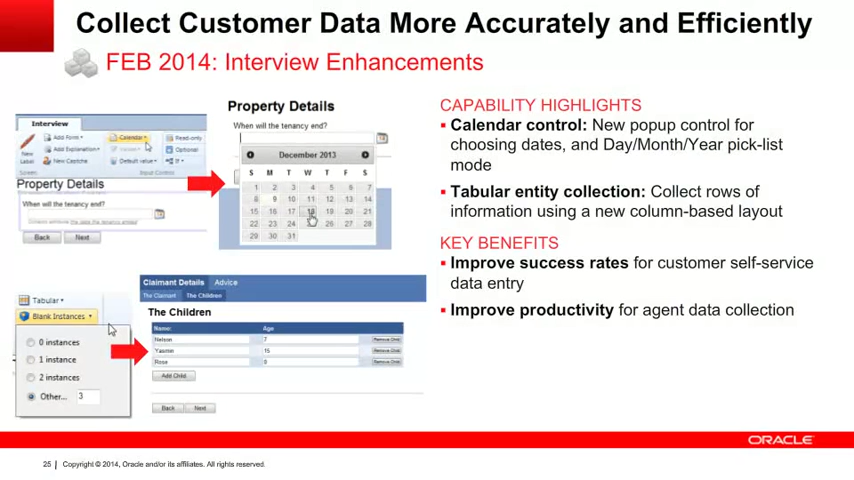 Collect Customer Data More Accurately and Efficiently
FEB 2014: Interview Enhancements
Interview
Add Form
Add Explanation
New Captcha
New
Label
Screen
Calendar
Default value
Read-only
Optional
If
Input Control
Property Details
When will the tenancy end?
Back Next
Property Details
When will the tenancy end?
December 2013
S M T W T F S
1 2 3 4 5 6 7
8 9 10 11 12 13 14
15 16 17 18 19 20 21
22 23 24 25 26 27 28
29 30 31
Tabular
Blank Instances
0 instances
1 instance
2 instances
Other... 3
Claimant Details Advice
The Claimant The Children
The Children
Name: Age
Nelson 7 Remove Child
Yasmin 15 Remove Child
Rose 8 Remove Child
Add Child
Back Next
CAPABILITY HIGHLIGHTS
▪ Calendar control: New popup control for
choosing dates, and Day/Month/Year pick-list
mode
▪ Tabular entity collection: Collect rows of
information using a new column-based layout
KEY BENEFITS
▪ Improve success rates for customer self-service
data entry
▪ Improve productivity for agent data collection
ORACLE
25 | Copyright © 2014, Oracle and/or its affiliates. All rights reserved.